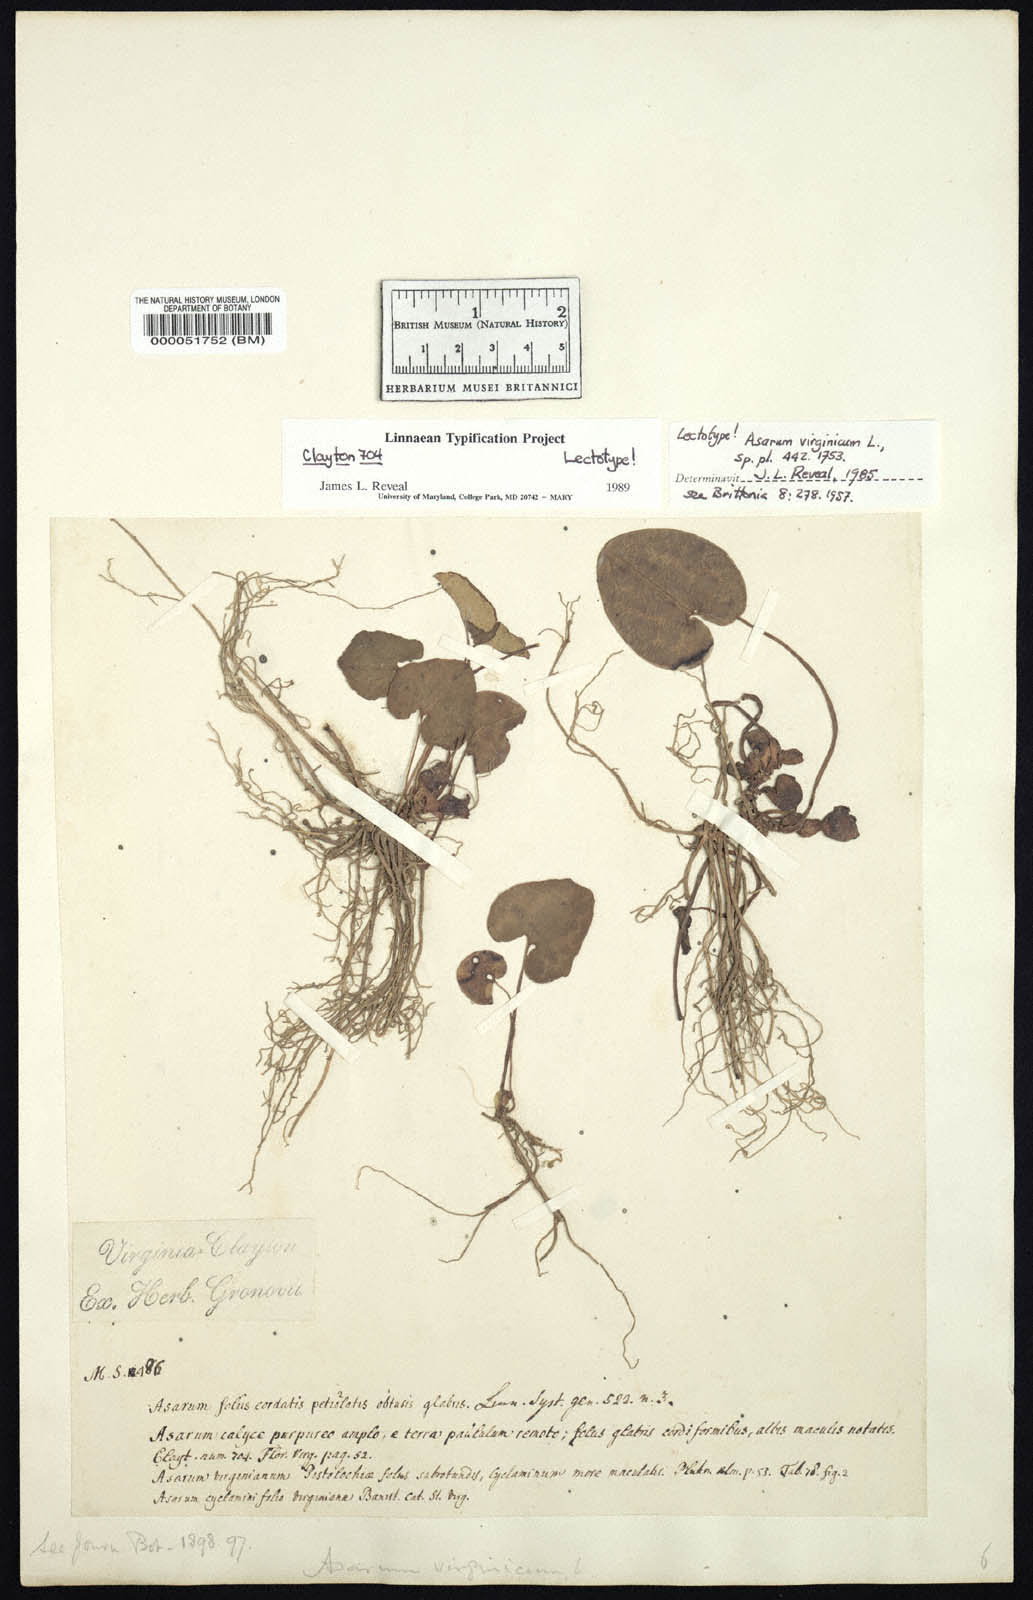 THE NATURAL HISTORY MUSEUM, LONDON
DEPARTMENT OF BOTANY
000051752 (BM)
1 2
BRITISH MUSEUM (NATURAL HISTORY)
1 2 3 4 5
HERBARIUM MUSEI BRITANNICI
Linnaean Typification Project
Clayton 704 Lectotype!
James L. Reveal 1989
University of Maryland, College Park, MD 20742 – MARY
Lectotype! Asarum virginicum L.,
Sp. pl. 442. 1753.
Determinavit J. L. Reveal, 1985
see Brittonia 8: 278. 1957.
Virginia Clayton
Ex. Herb. Gronovii
M. S. n. 186
Asarum foliis cordatis petiolatis obtusis glabris. Linn. Syst. gen. 522. n. 3.
Asarum calyce purpureo amplo, e terra paululum remoto; foliis glabris cordiformibus, albis maculis notatis.
Clayt. num. 704. Flor. Virg. pag. 52.
Asarum virginianum Pistolocheae foliis subrotundis, Cyclaminum more maculatis. Plukn. alm. p. 53. Tab. 78. fig. 2
Asarum cyclamini folio virginiana Banist. Cat. St. Virg.
See Journ Bot. 1898. 97.
Asarum virginicum, L.
6